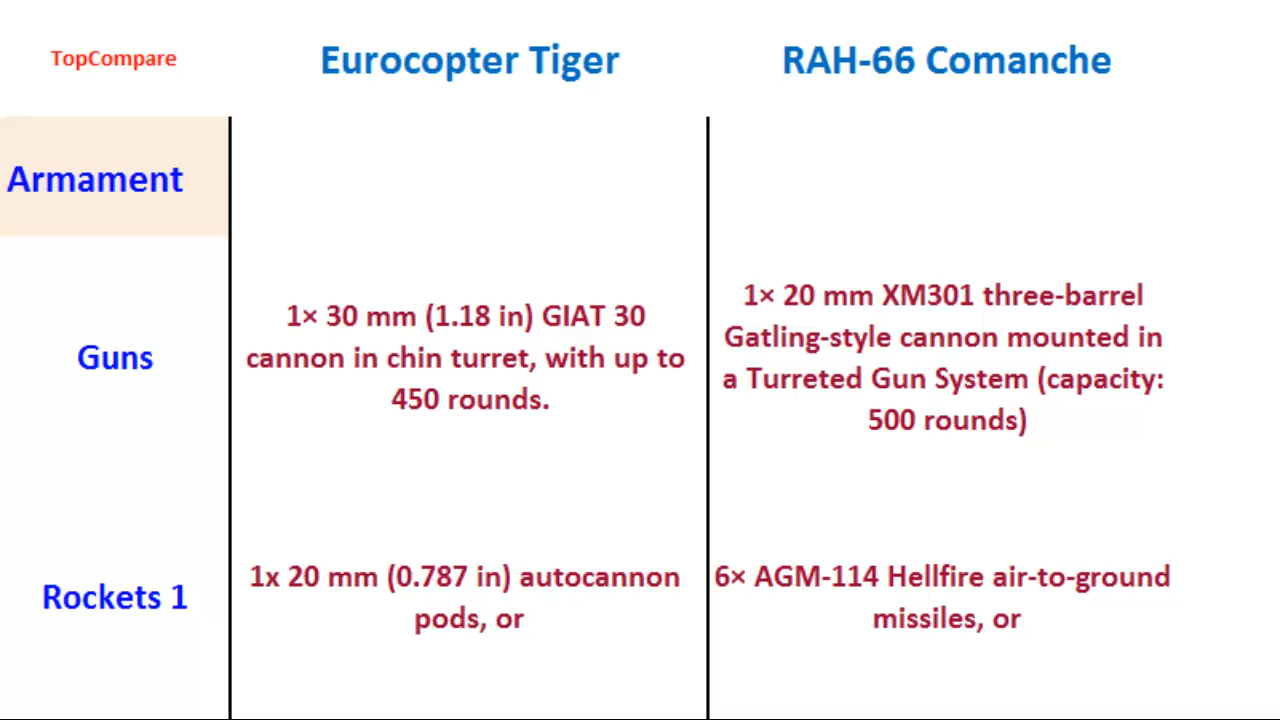 TopCompare
Eurocopter Tiger
RAH-66 Comanche
Armament
Guns
1× 30 mm (1.18 in) GIAT 30
cannon in chin turret, with up to
450 rounds.
1× 20 mm XM301 three-barrel
Gatling-style cannon mounted in
a Turreted Gun System (capacity:
500 rounds)
Rockets 1
1x 20 mm (0.787 in) autocannon
pods, or
6× AGM-114 Hellfire air-to-ground
missiles, or